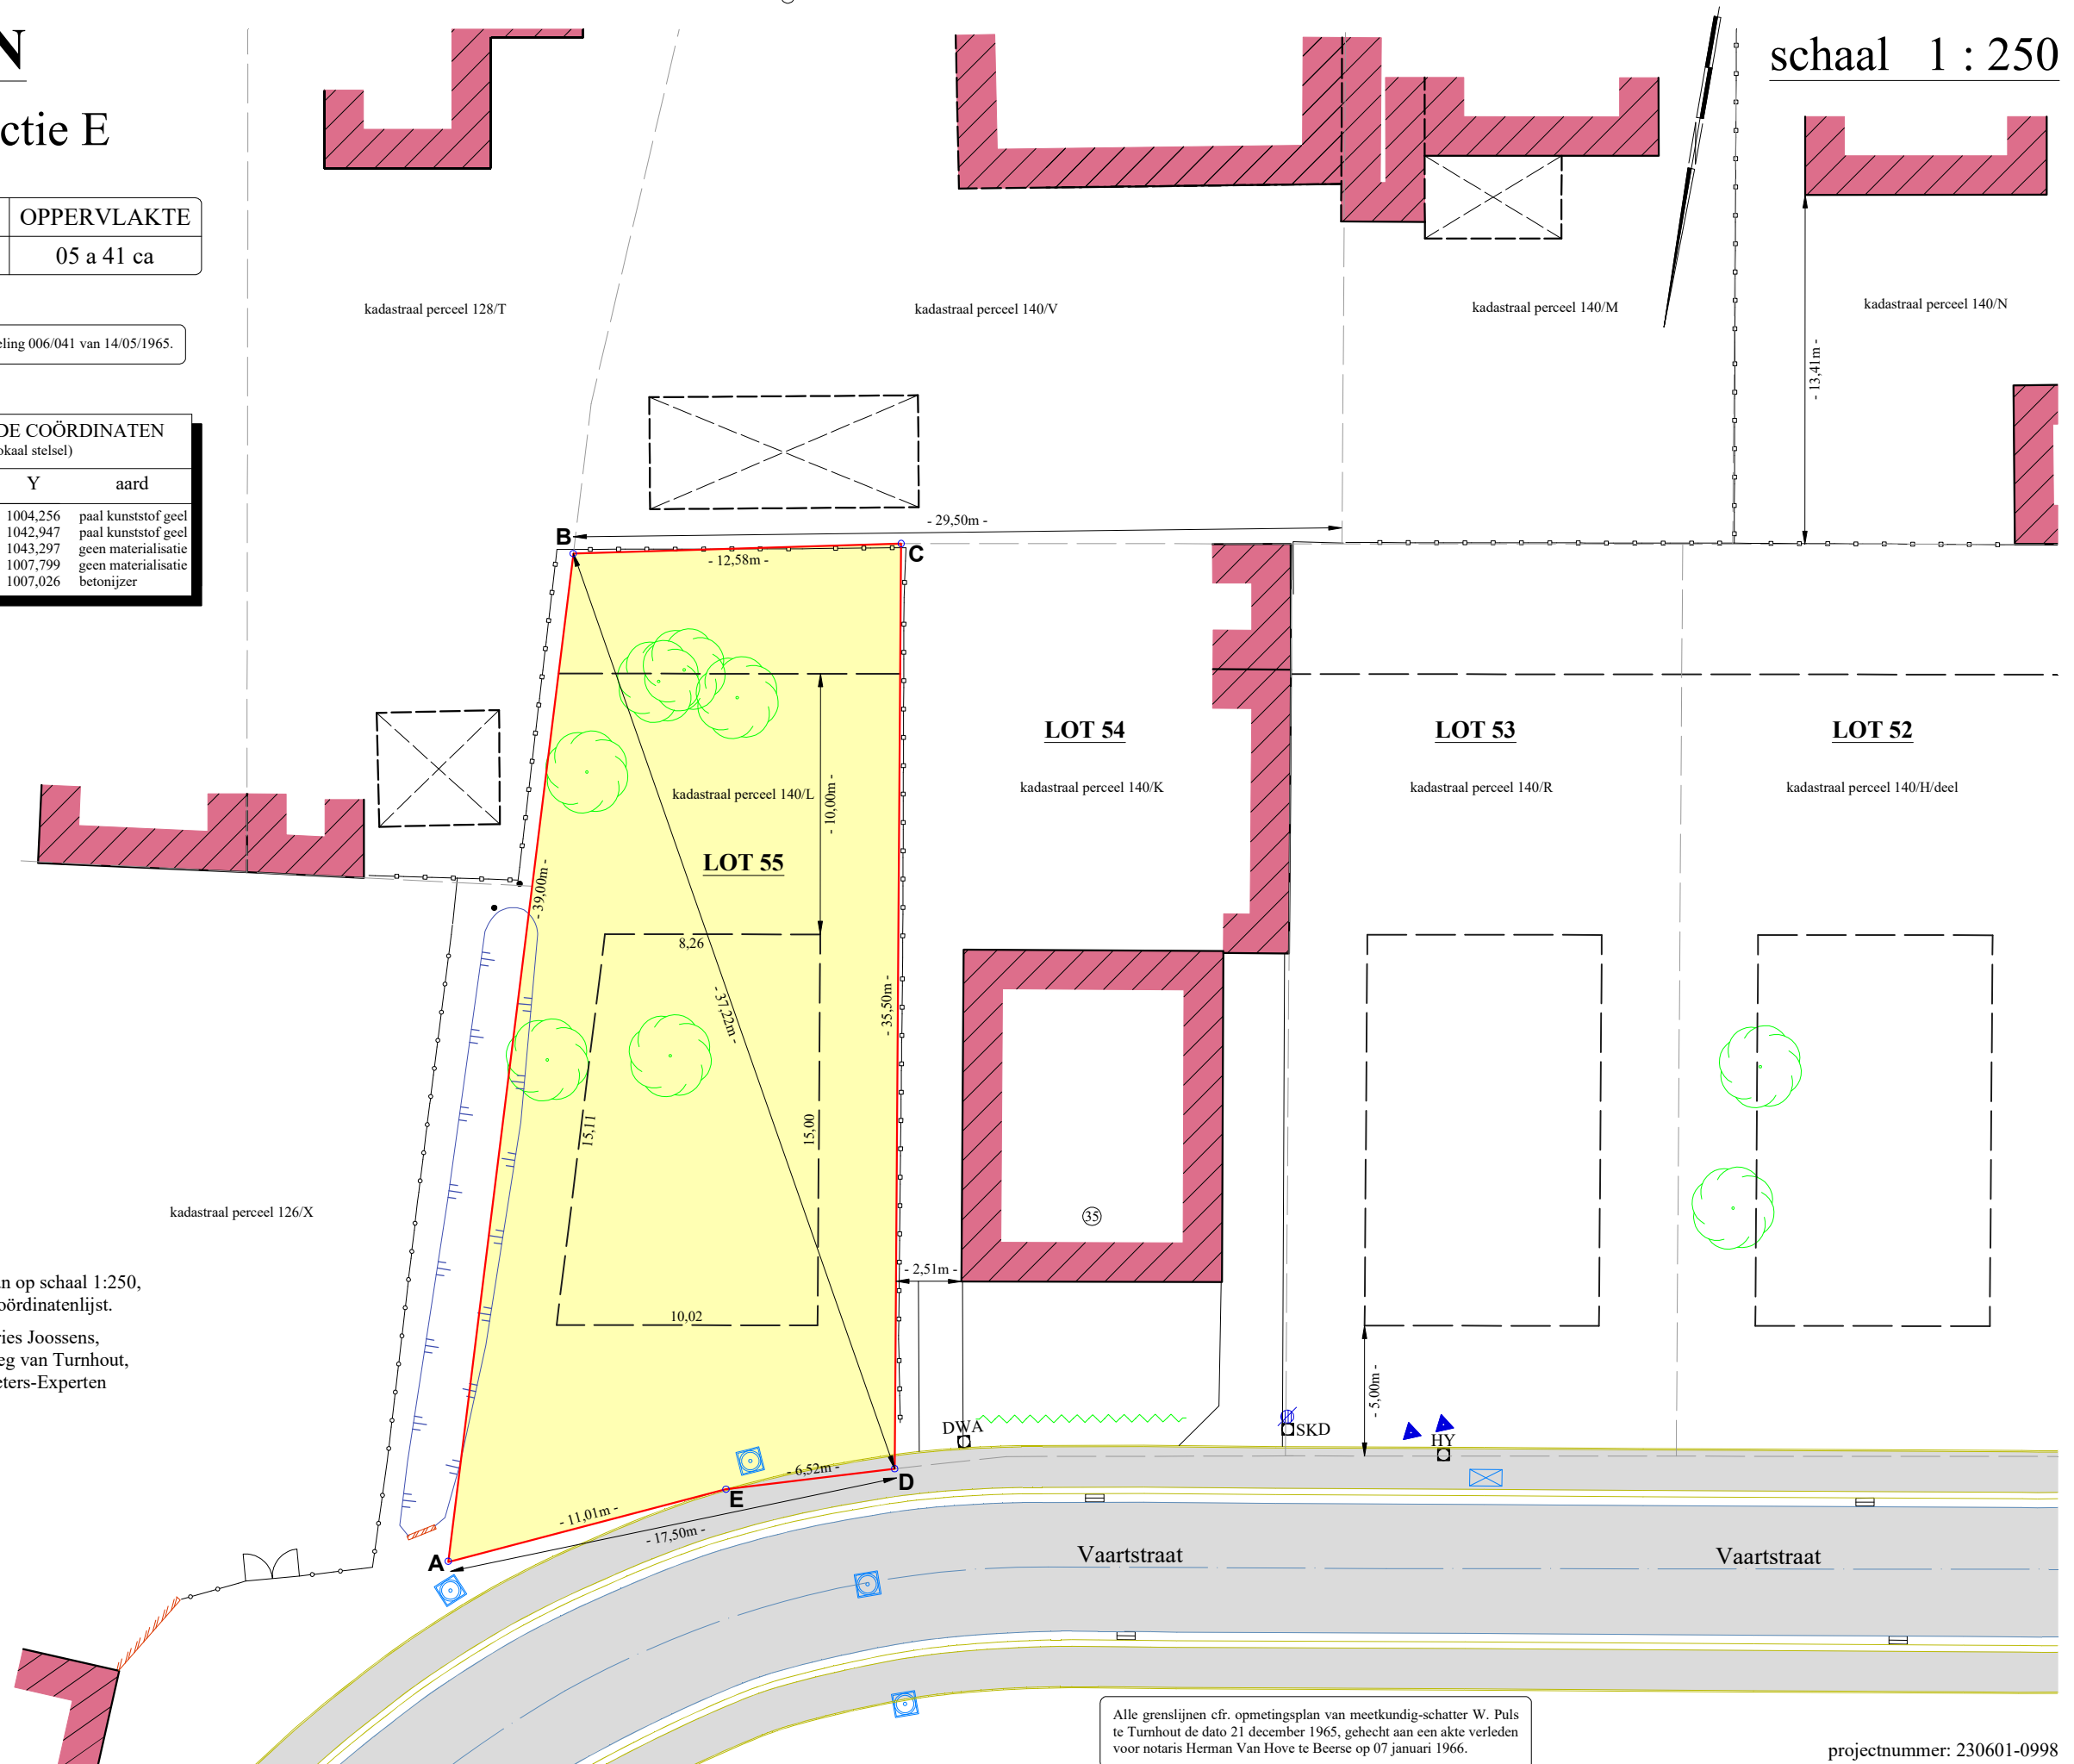 N
schaal 1 : 250
ctie E
OPPERVLAKTE
05 a 41 ca
kadastraal perceel 128/T
kadastraal perceel 140/V
kadastraal perceel 140/M
kadastraal perceel 140/N
eling 006/041 van 14/05/1965.
- 13,41m -
DE COÖRDINATEN
okaal stelsel)
Y aard
1004,256 paal kunststof geel
1042,947 paal kunststof geel
1043,297 geen materialisatie
1007,799 geen materialisatie
1007,026 betonijzer
- 29,50m -
B
C
- 12,58m -
LOT 54
LOT 53
LOT 52
kadastraal perceel 140/L
kadastraal perceel 140/K
kadastraal perceel 140/R
kadastraal perceel 140/H/deel
- 10,00m -
LOT 55
- 39,00m -
8,26
- 37,22m -
- 35,50m -
15,11
15,00
kadastraal perceel 126/X
35
- 2,51m -
an op schaal 1:250,
oördinatenlijst.
10,02
ries Joossens,
eg van Turnhout,
eters-Experten
- 5,00m -
DWA
SKD
HY
- 6,52m -
D
E
- 11,01m -
- 17,50m -
A
Vaartstraat
Vaartstraat
Alle grenslijnen cfr. opmetingsplan van meetkundig-schatter W. Puls
te Turnhout de dato 21 december 1965, gehecht aan een akte verleden
voor notaris Herman Van Hove te Beerse op 07 januari 1966.
projectnummer: 230601-0998